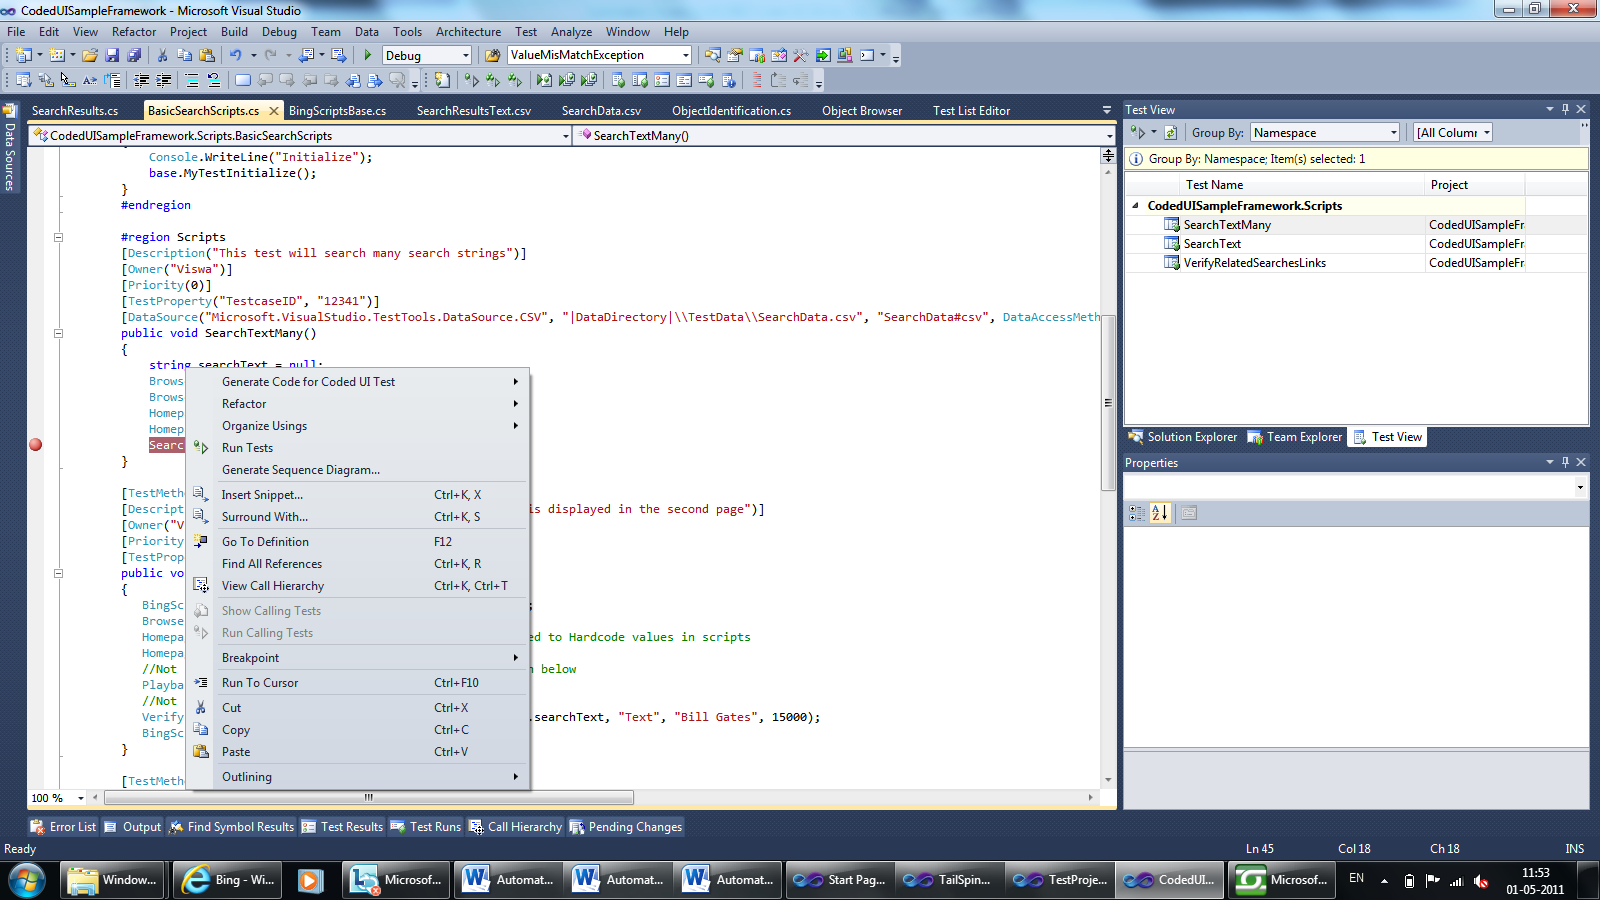 CodedUISampleFramework - Microsoft Visual Studio
File Edit View Refactor Project Build Debug Team Data Tools Architecture Test Analyze Window Help
Debug ValueMisMatchException
SearchResults.cs BasicSearchScripts.cs BingScriptsBase.cs SearchResultsText.csv SearchData.csv ObjectIdentification.cs Object Browser Test List Editor
Data Sources
CodedUISampleFramework.Scripts.BasicSearchScripts SearchTextMany()
Console.WriteLine("Initialize");
base.MyTestInitialize();
}
#endregion
#region Scripts
[Description("This test will search many search strings")]
[Owner("Viswa")]
[Priority(0)]
[TestProperty("TestcaseID", "12341")]
[DataSource("Microsoft.VisualStudio.TestTools.DataSource.CSV", "|DataDirectory|\\TestData\\SearchData.csv", "SearchData#csv", DataAccessMeth
public void SearchTextMany()
{
string searchText = null;
Brows
Brows
Homep
Homep
Searc
}
[TestMeth
[Descript is displayed in the second page")]
[Owner("V
[Priority
[TestProp
public vo
{
BingSc ;
Browse
Homepa ed to Hardcode values in scripts
Homepa
//Not n below
Playba
//Not
Verify .searchText, "Text", "Bill Gates", 15000);
BingSc
}
[TestMeth
Generate Code for Coded UI Test
Refactor
Organize Usings
Run Tests
Generate Sequence Diagram...
Insert Snippet... Ctrl+K, X
Surround With... Ctrl+K, S
Go To Definition F12
Find All References Ctrl+K, R
View Call Hierarchy Ctrl+K, Ctrl+T
Show Calling Tests
Run Calling Tests
Breakpoint
Run To Cursor Ctrl+F10
Cut Ctrl+X
Copy Ctrl+C
Paste Ctrl+V
Outlining
100 %
Test View
Group By: Namespace [All Column
Group By: Namespace; Item(s) selected: 1
Test Name Project
CodedUISampleFramework.Scripts
SearchTextMany CodedUISampleFr
SearchText CodedUISampleFr
VerifyRelatedSearchesLinks CodedUISampleFr
Solution Explorer Team Explorer Test View
Properties
Error List Output Find Symbol Results Test Results Test Runs Call Hierarchy Pending Changes
Ready Ln 45 Col 18 Ch 18 INS
Window... Bing - Wi... Microsof... Automat... Automat... Automat... Start Pag... TailSpin... TestProje... CodedUI... Microsof... EN 11:53
01-05-2011